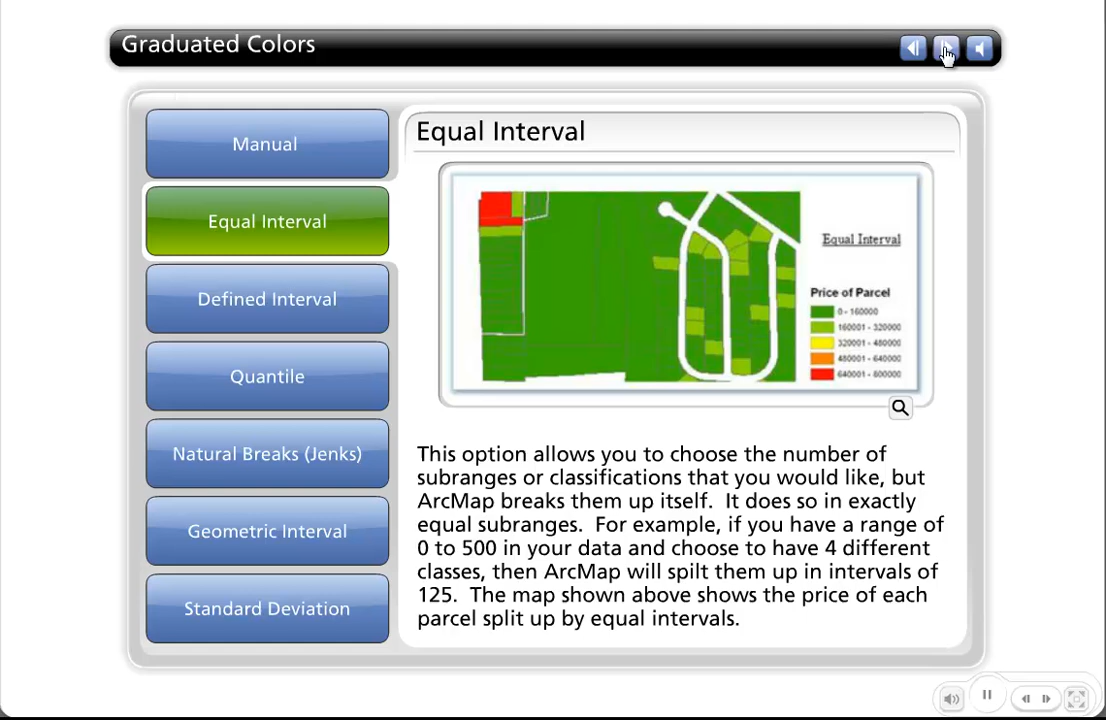 Graduated Colors
Manual
Equal Interval
Defined Interval
Quantile
Natural Breaks (Jenks)
Geometric Interval
Standard Deviation
Equal Interval
Equal Interval
Price of Parcel
0 - 160000
160001 - 320000
320001 - 480000
480001 - 640000
640001 - 800000
This option allows you to choose the number of
subranges or classifications that you would like, but
ArcMap breaks them up itself. It does so in exactly
equal subranges. For example, if you have a range of
0 to 500 in your data and choose to have 4 different
classes, then ArcMap will spilt them up in intervals of
125. The map shown above shows the price of each
parcel split up by equal intervals.